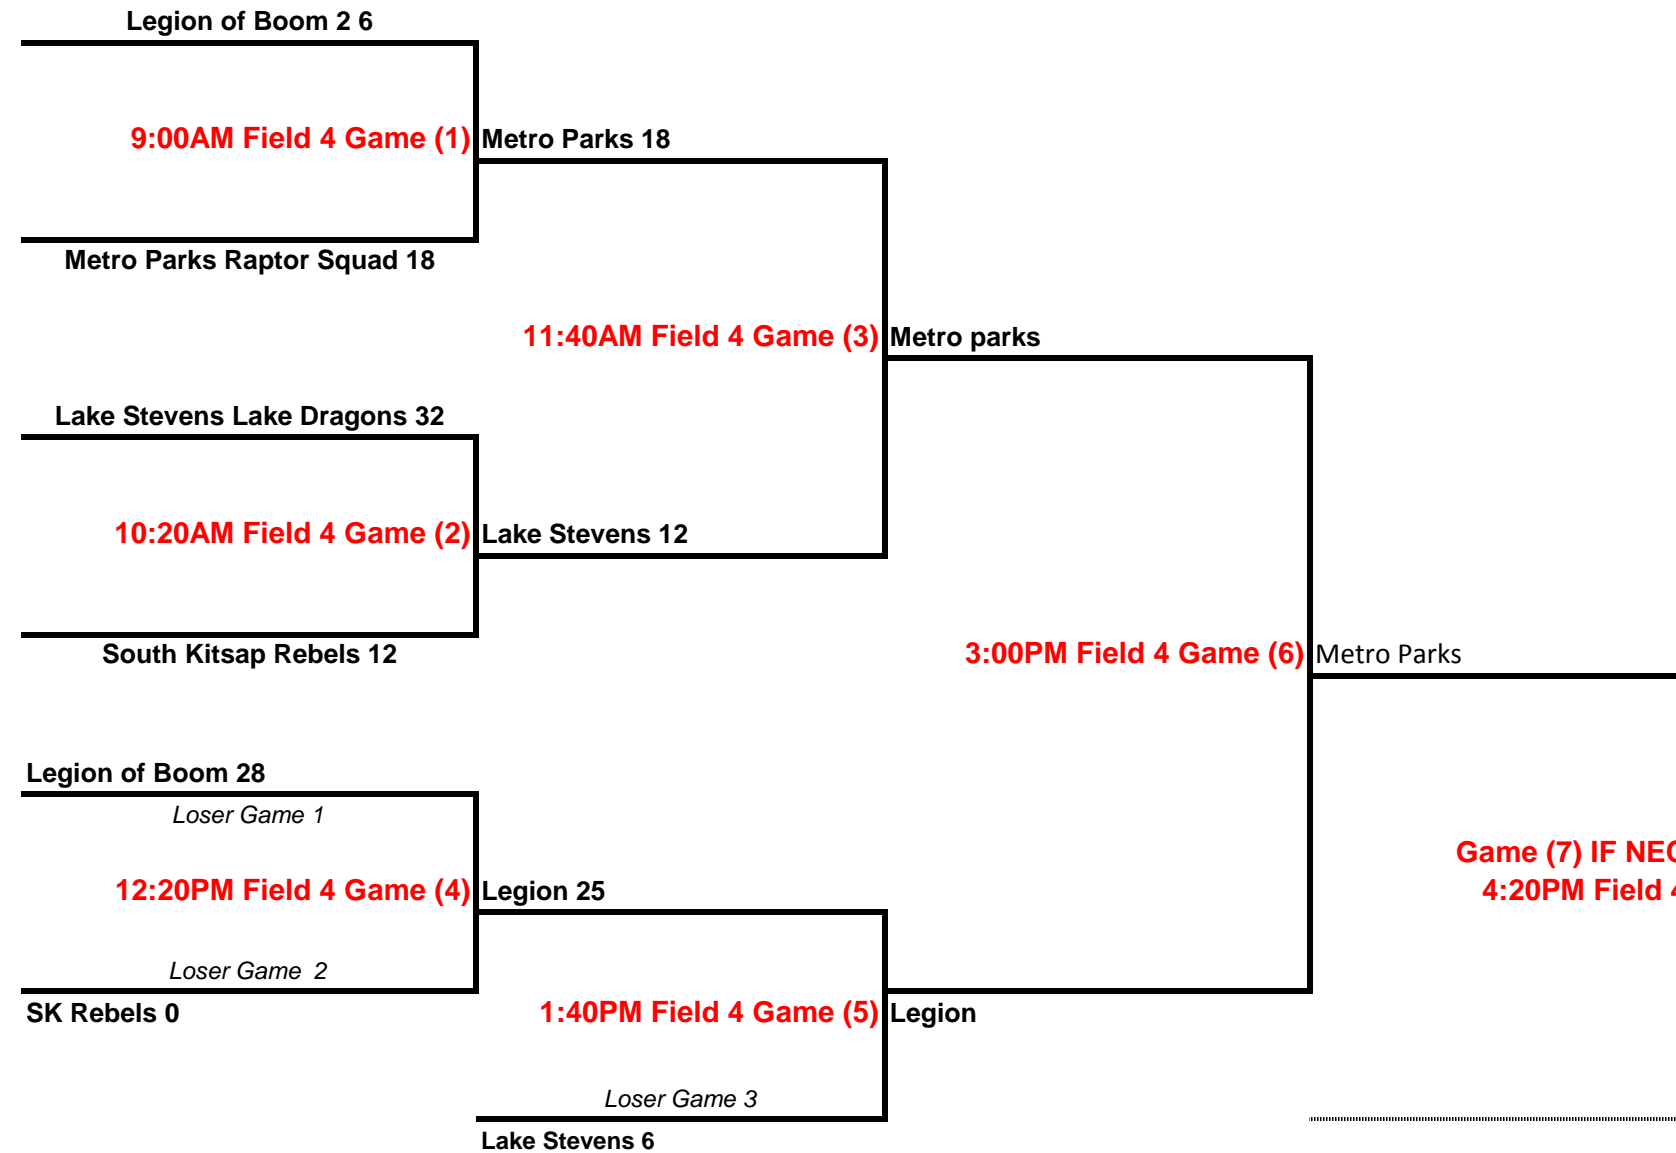 Legion of Boom 2 6
9:00AM Field 4 Game (1)
Metro Parks 18
Metro Parks Raptor Squad 18
11:40AM Field 4 Game (3)
Metro parks
Lake Stevens Lake Dragons 32
10:20AM Field 4 Game (2)
Lake Stevens 12
South Kitsap Rebels 12
3:00PM Field 4 Game (6)
Metro Parks
Legion of Boom 28
Loser Game 1
Game (7) IF
12:20PM Field 4 Game (4)
Legion 25
4:20PM Field
Loser Game 2
SK Rebels 0
1:40PM Field 4 Game (5)
Legion
Loser Game 3
Lake Stevens 6